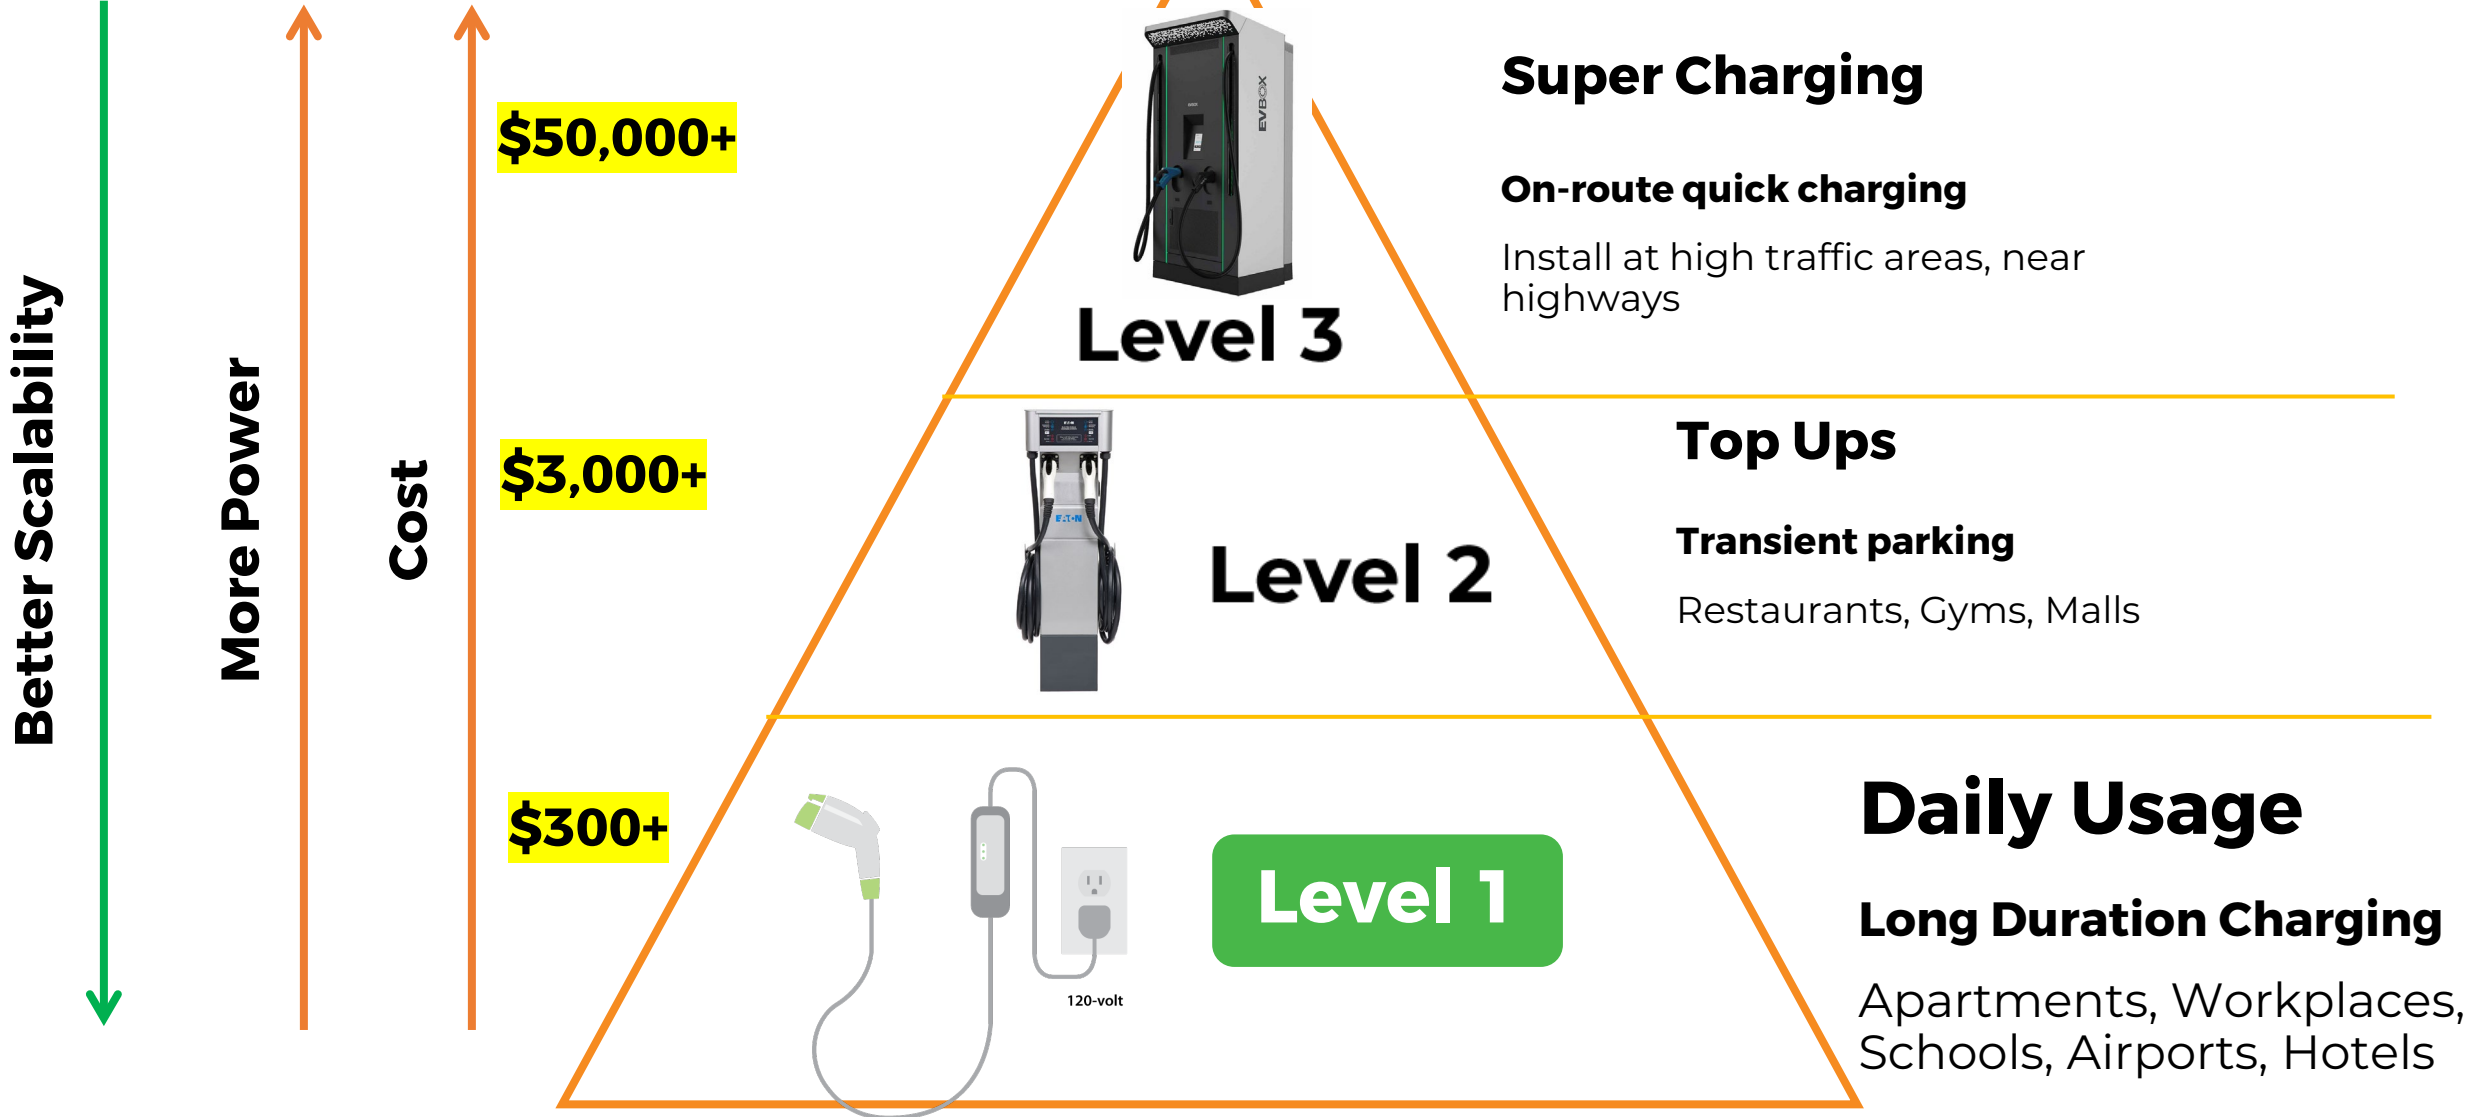 Better Scalability
More Power
Cost
$50,000+
EVBOX
Level 3
Super Charging
On-route quick charging
Install at high traffic areas, near
highways
$3,000+
EATON
Level 2
Top Ups
Transient parking
Restaurants, Gyms, Malls
$300+
120-volt
Level 1
Daily Usage
Long Duration Charging
Apartments, Workplaces,
Schools, Airports, Hotels